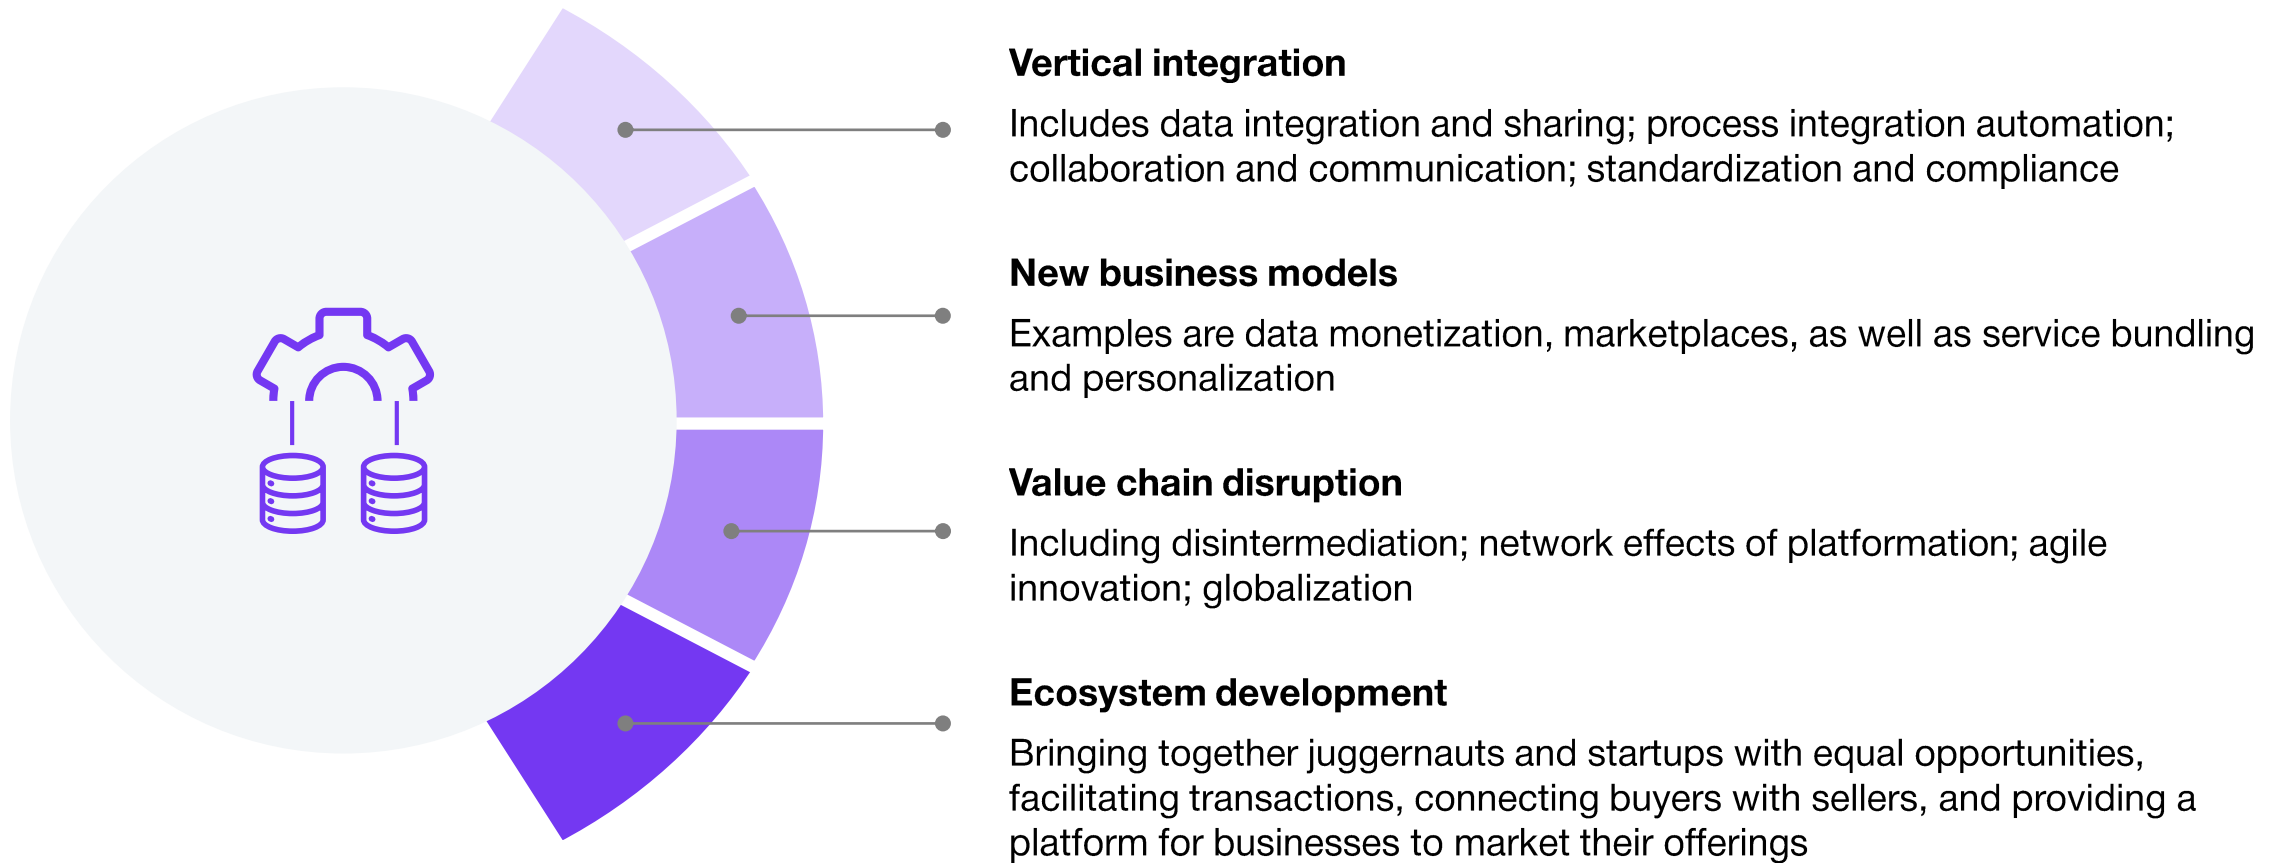 Vertical integration
Includes data integration and sharing; process integration automation;
collaboration and communication; standardization and compliance
New business models
Examples are data monetization, marketplaces, as well as service bundling
and personalization
Value chain disruption
Including disintermediation; network effects of platformation; agile
innovation; globalization
Ecosystem development
Bringing together juggernauts and startups with equal opportunities,
facilitating transactions, connecting buyers with sellers, and providing a
platform for businesses to market their offerings